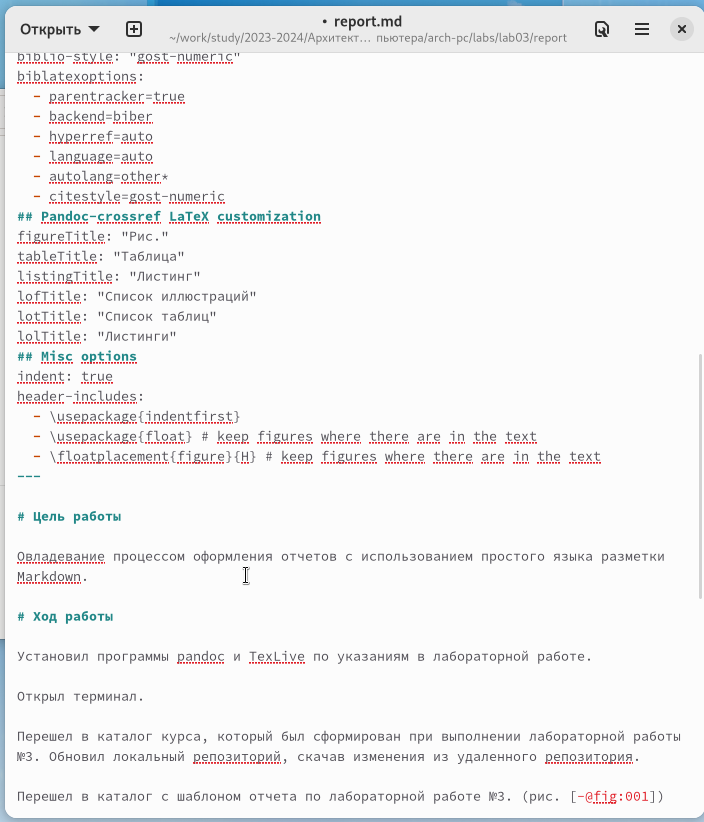 Открыть
• report.md
~/work/study/2023-2024/Архитект… пьютера/arch-pc/labs/lab03/report
biblio-style: "gost-numeric"
biblatexoptions:
- parentracker=true
- backend=biber
- hyperref=auto
- language=auto
- autolang=other*
- citestyle=gost-numeric
## Pandoc-crossref LaTeX customization
figureTitle: "Рис."
tableTitle: "Таблица"
listingTitle: "Листинг"
lofTitle: "Список иллюстраций"
lotTitle: "Список таблиц"
lolTitle: "Листинги"
## Misc options
indent: true
header-includes:
- \usepackage{indentfirst}
- \usepackage{float} # keep figures where there are in the text
- \floatplacement{figure}{H} # keep figures where there are in the text
---
# Цель работы
Овладевание процессом оформления отчетов с использованием простого языка разметки
Markdown.
# Ход работы
Установил программы pandoc и TexLive по указаниям в лабораторной работе.
Открыл терминал.
Перешел в каталог курса, который был сформирован при выполнении лабораторной работы
№3. Обновил локальный репозиторий, скачав изменения из удаленного репозитория.
Перешел в каталог с шаблоном отчета по лабораторной работе №3. (рис. [-@fig:001])